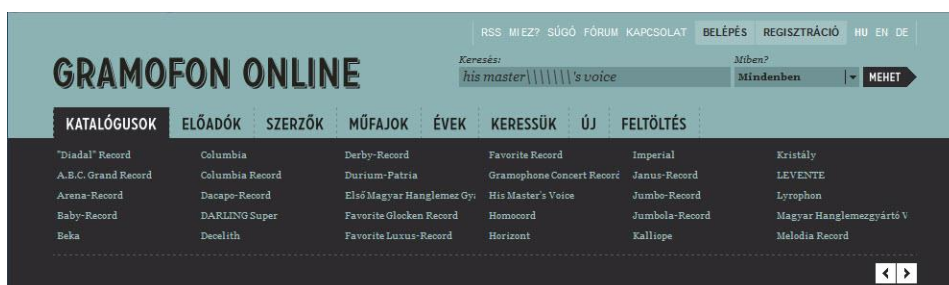 RSS MI EZ? SÚGÓ FÓRUM KAPCSOLAT BELÉPÉS REGISZTRÁCIÓ HU EN DE
GRAMOFON ONLINE
Keresés: Miben?
his master\\\\\\\'s voice Mindenben MEHET
KATALÓGUSOK ELŐADÓK SZERZŐK MŰFAJOK ÉVEK KERESSÜK ÚJ FELTÖLTÉS
"Diadal" Record Columbia Derby-Record Favorite Record Imperial Kristály
A.B.C. Grand Record Columbia Record Durium-Patria Gramophone Concert Record Janus-Record LEVENTE
Arena-Record Dacapo-Record Első Magyar Hanglemez Gy His Master's Voice Jumbo-Record Lyrophon
Baby-Record DARLING Super Favorite Glocken Record Homocord Jumbola-Record Magyar Hanglemezgyártó V
Beka Decelith Favorite Luxus-Record Horizont Kalliope Melodia Record